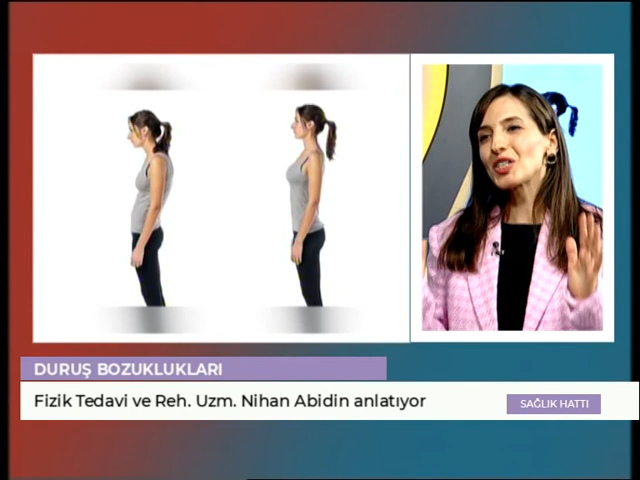 DURUŞ BOZUKLUKLARI
Fizik Tedavi ve Reh. Uzm. Nihan Abidin anlatıyor
SAĞLIK HATTI